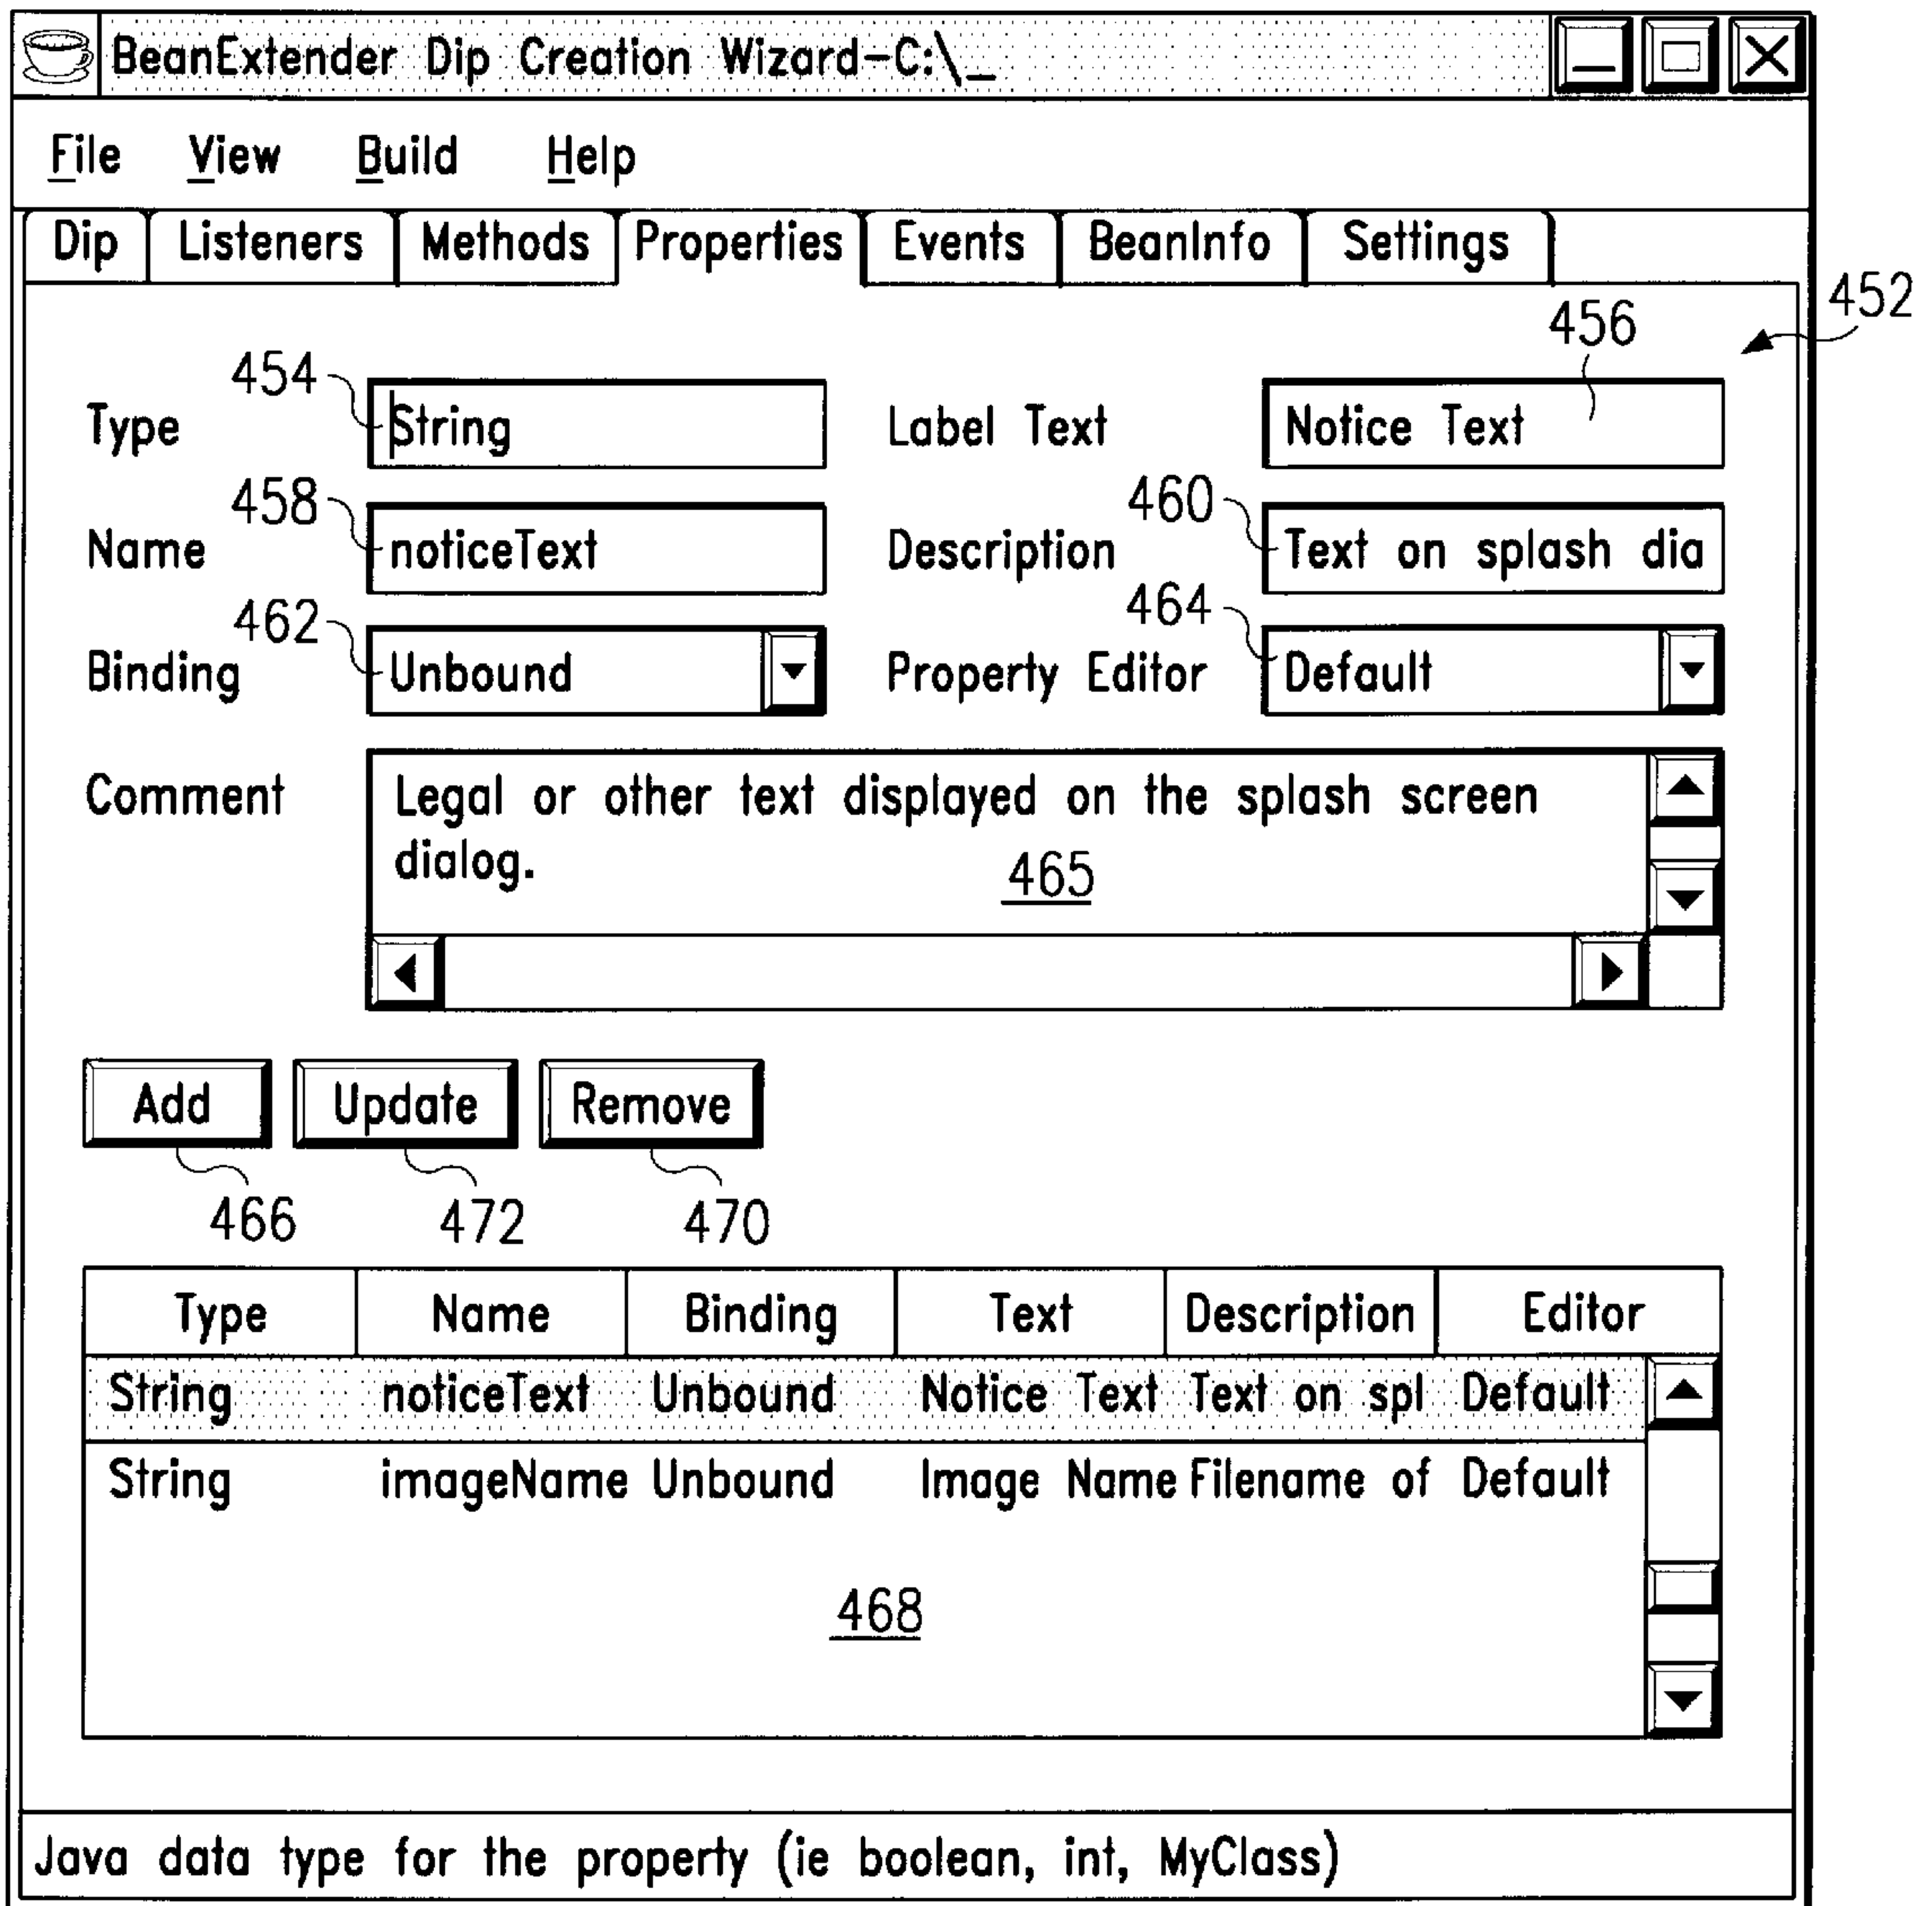 BeanExtender Dip Creation Wizard-C:\_
File View Build Help
Dip Listeners Methods Properties Events BeanInfo Settings
452
456
454
Type String Label Text Notice Text
458 460
Name noticeText Description Text on splash dia
462 464
Binding Unbound Property Editor Default
Comment Legal or other text displayed on the splash screen
dialog.
465
Add Update Remove
466 472 470
Type Name Binding Text Description Editor
String noticeText Unbound Notice Text Text on spl Default
String imageName Unbound Image Name Filename of Default
468
Java data type for the property (ie boolean, int, MyClass)